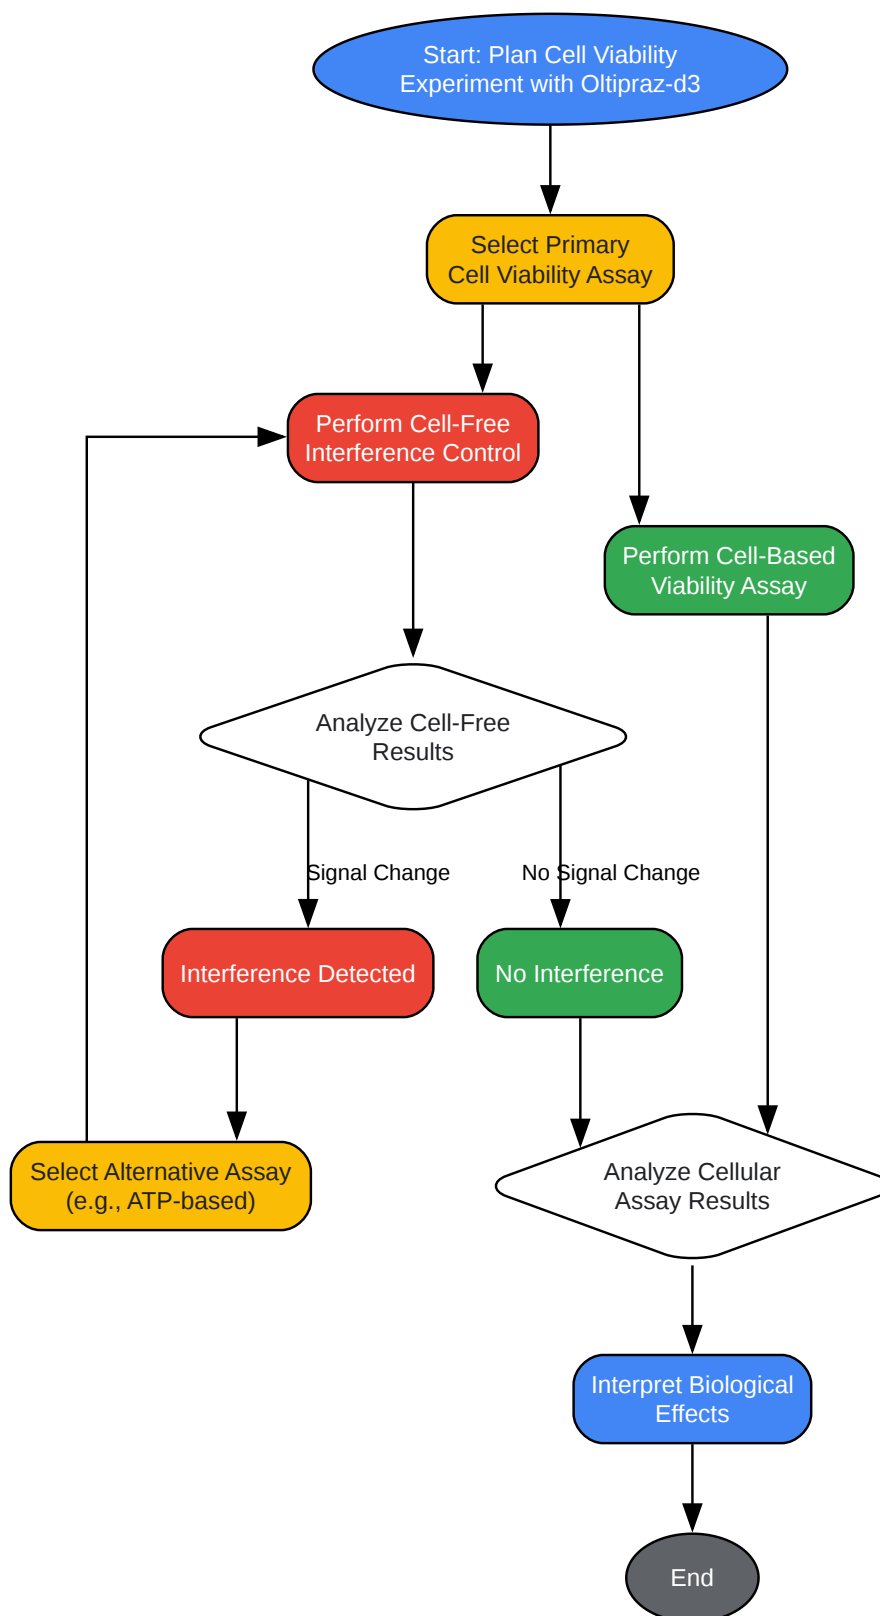 Start: Plan Cell Viability
Experiment with Oltipraz-d3
Select Primary
Cell Viability Assay
Perform Cell-Free
Interference Control
Perform Cell-Based
Viability Assay
Analyze Cell-Free
Results
Signal Change
No Signal Change
Interference Detected
No Interference
Select Alternative Assay
(e.g., ATP-based)
Analyze Cellular
Assay Results
Interpret Biological
Effects
End